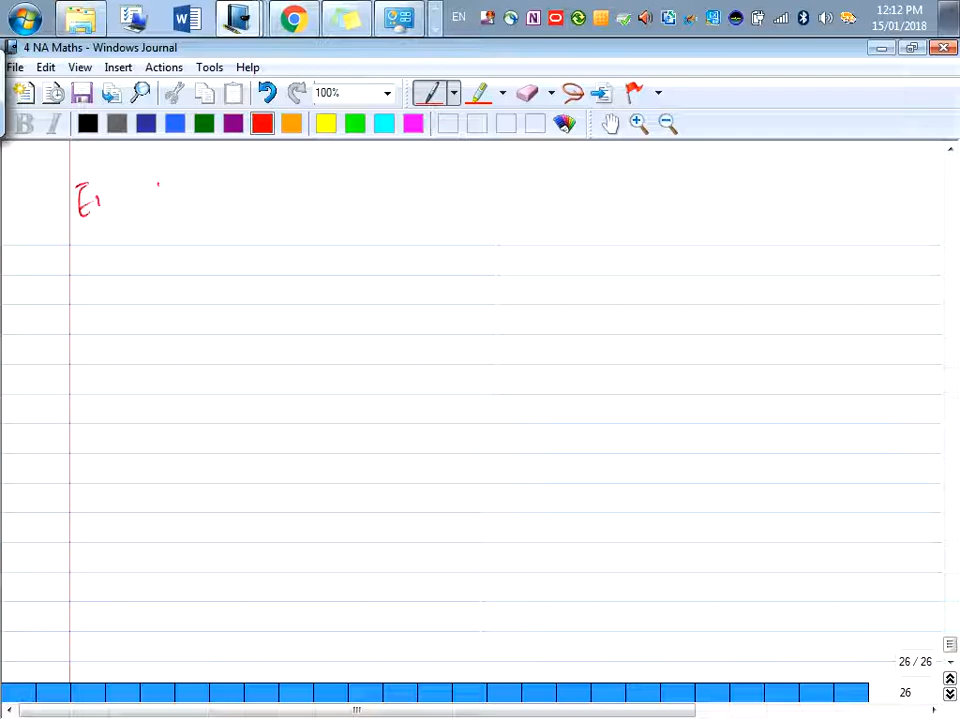 EN
12:12 PM
15/01/2018
4 NA Maths - Windows Journal
File Edit View Insert Actions Tools Help
100%
B I
26 / 26
26